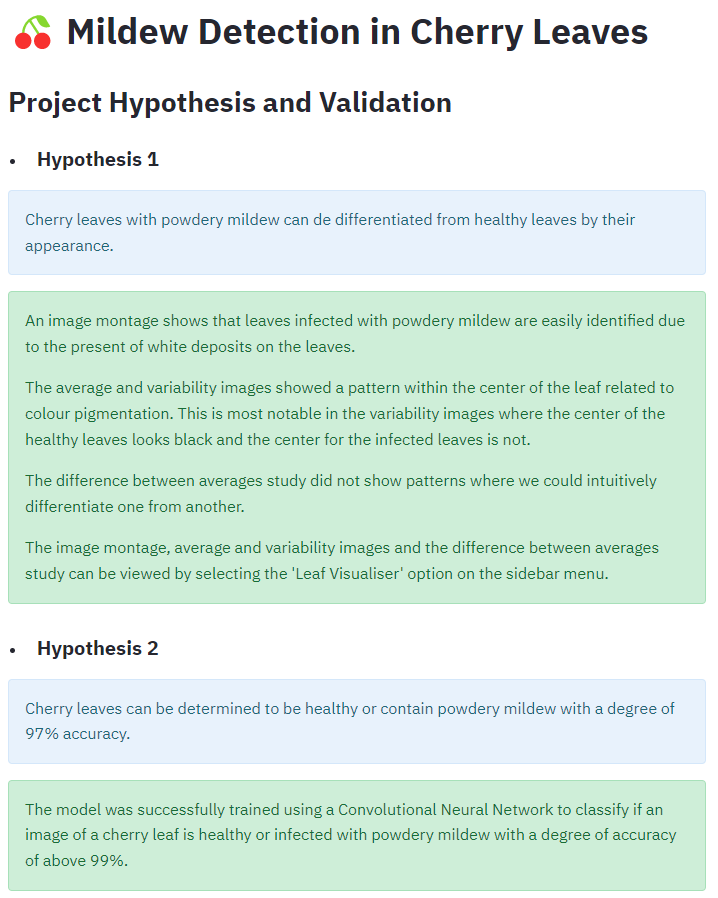 Mildew Detection in Cherry Leaves
Project Hypothesis and Validation
• Hypothesis 1
Cherry leaves with powdery mildew can de differentiated from healthy leaves by their
appearance.
An image montage shows that leaves infected with powdery mildew are easily identified due
to the present of white deposits on the leaves.
The average and variability images showed a pattern within the center of the leaf related to
colour pigmentation. This is most notable in the variability images where the center of the
healthy leaves looks black and the center for the infected leaves is not.
The difference between averages study did not show patterns where we could intuitively
differentiate one from another.
The image montage, average and variability images and the difference between averages
study can be viewed by selecting the 'Leaf Visualiser' option on the sidebar menu.
• Hypothesis 2
Cherry leaves can be determined to be healthy or contain powdery mildew with a degree of
97% accuracy.
The model was successfully trained using a Convolutional Neural Network to classify if an
image of a cherry leaf is healthy or infected with powdery mildew with a degree of accuracy
of above 99%.